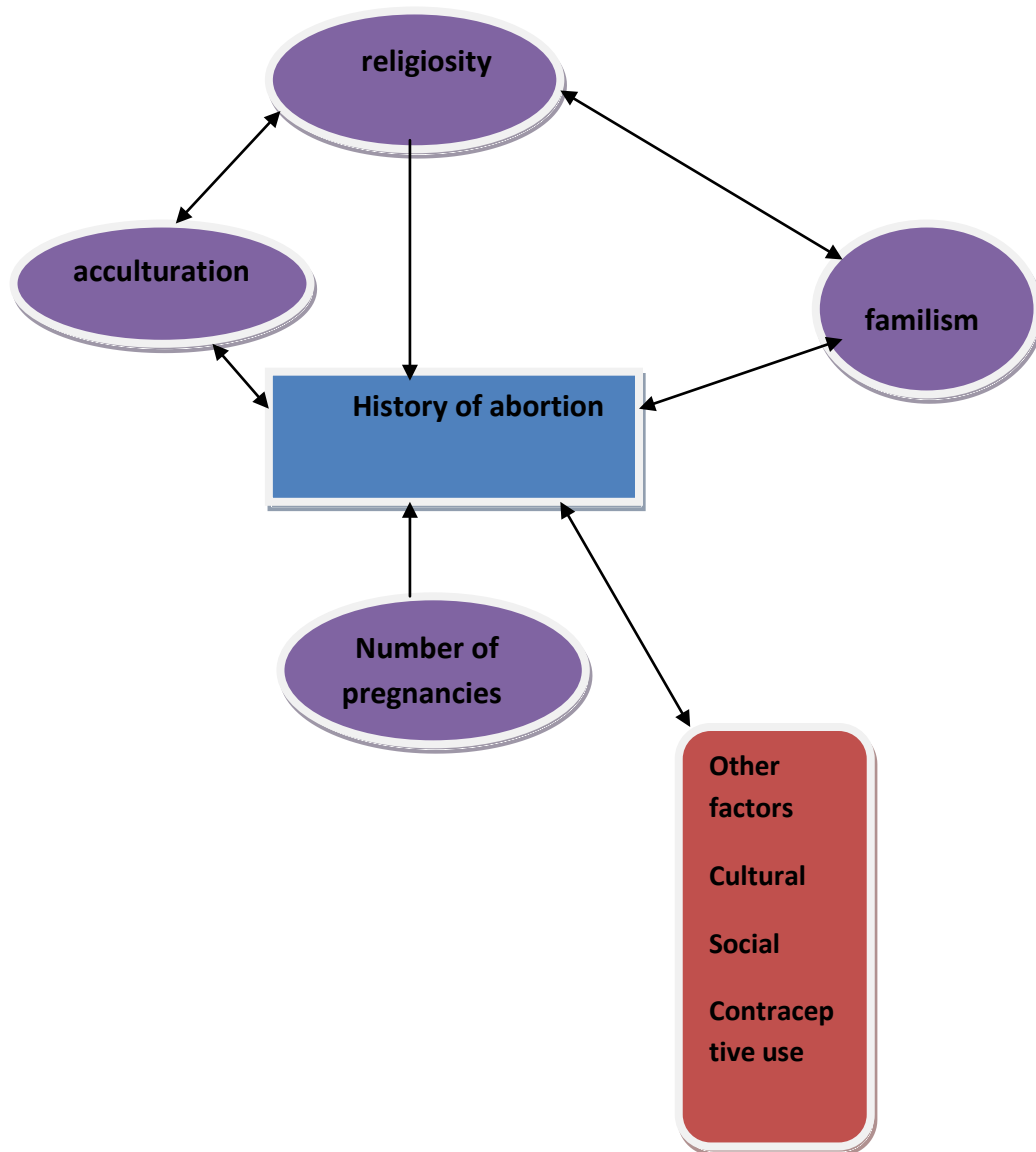 religiosity
acculturation
familism
History of abortion
Number of
pregnancies
Other
factors
Cultural
Social
Contracep
tive use